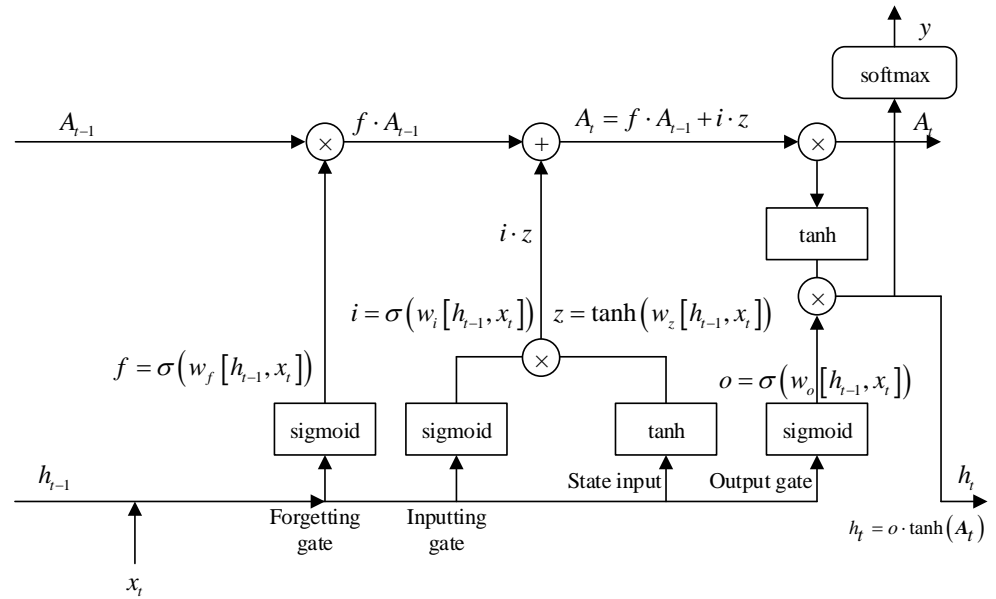 y
softmax
A_{t-1}
×
f · A_{t-1}
+
A_t = f · A_{t-1} + i · z
×
A_t
tanh
i · z
×
i = σ(w_i [h_{t-1}, x_t])
z = tanh(w_z [h_{t-1}, x_t])
×
f = σ(w_f [h_{t-1}, x_t])
o = σ(w_o [h_{t-1}, x_t])
sigmoid
sigmoid
tanh
sigmoid
h_{t-1}
State input
Output gate
h_t
Forgetting
gate
Inputting
gate
h_t = o · tanh(A_t)
x_t